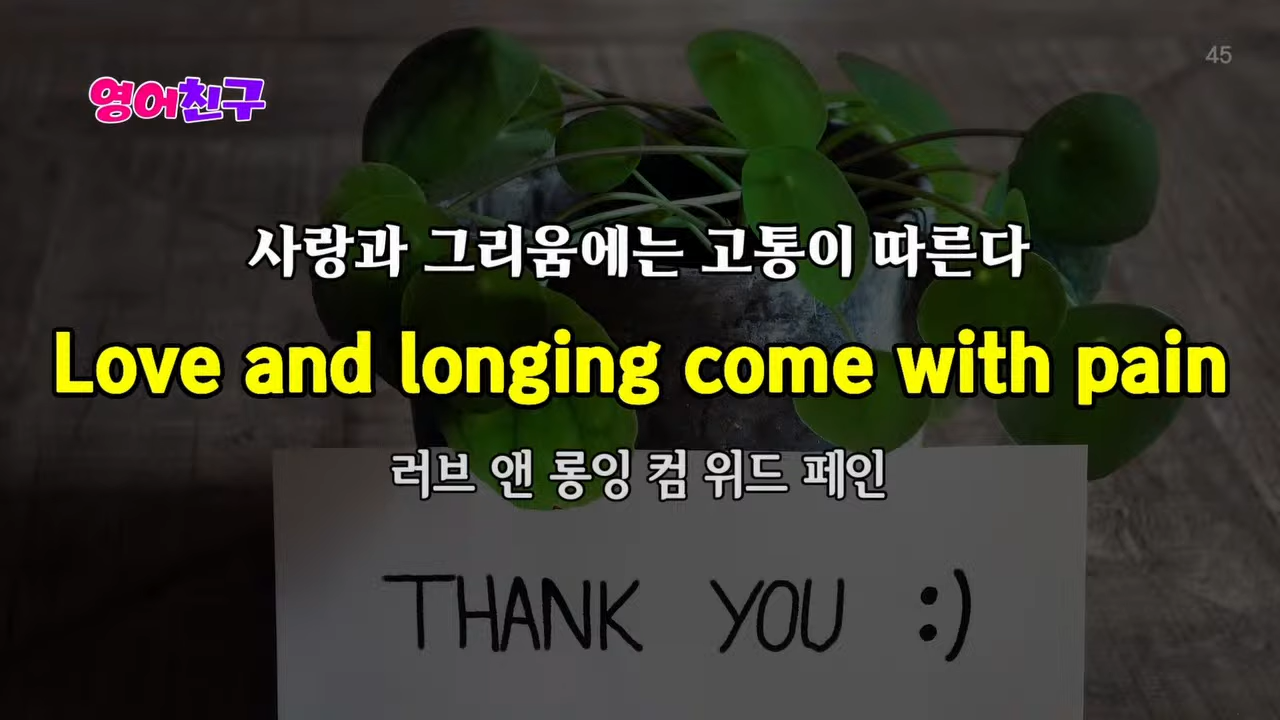 45
영어친구
사랑과 그리움에는 고통이 따른다
Love and longing come with pain
러브 앤 롱잉 컴 위드 페인
THANK YOU :)